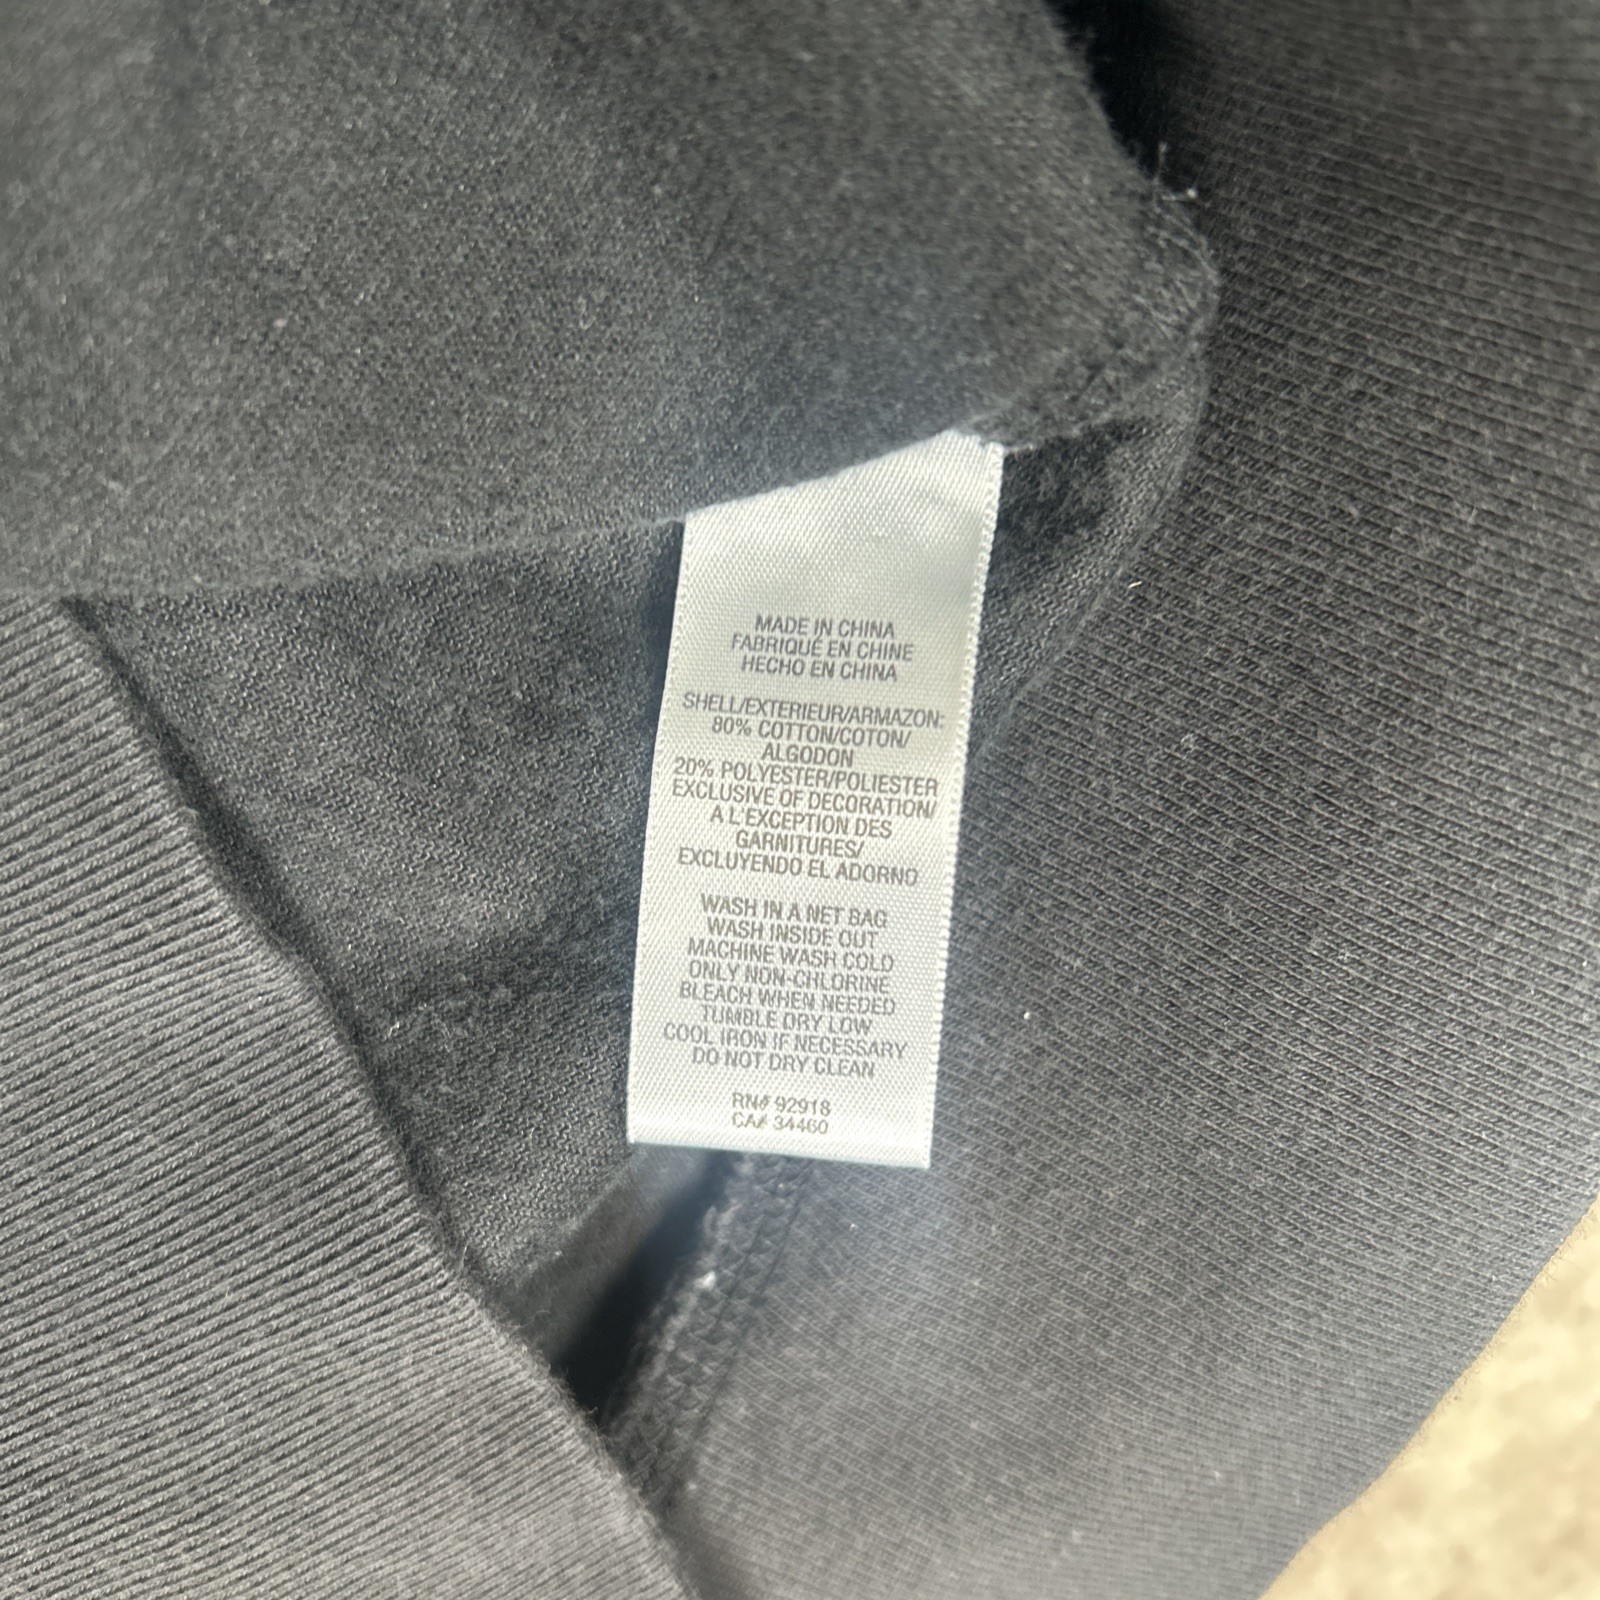 MADE IN CHINA
FABRIQUÉ EN CHINE
HECHO EN CHINA
SHELL/EXTERIEUR/ARMAZON:
80% COTTON/COTON/
ALGODON
20% POLYESTER/POLIESTER
EXCLUSIVE OF DECORATION/
A L'EXCEPTION DES
GARNITURES/
EXCLUYENDO EL ADORNO
WASH IN A NET BAG
WASH INSIDE OUT
MACHINE WASH COLD
ONLY NON-CHLORINE
BLEACH WHEN NEEDED
TUMBLE DRY LOW
COOL IRON IF NECESSARY
DO NOT DRY CLEAN
RN# 92918
CA# 34460